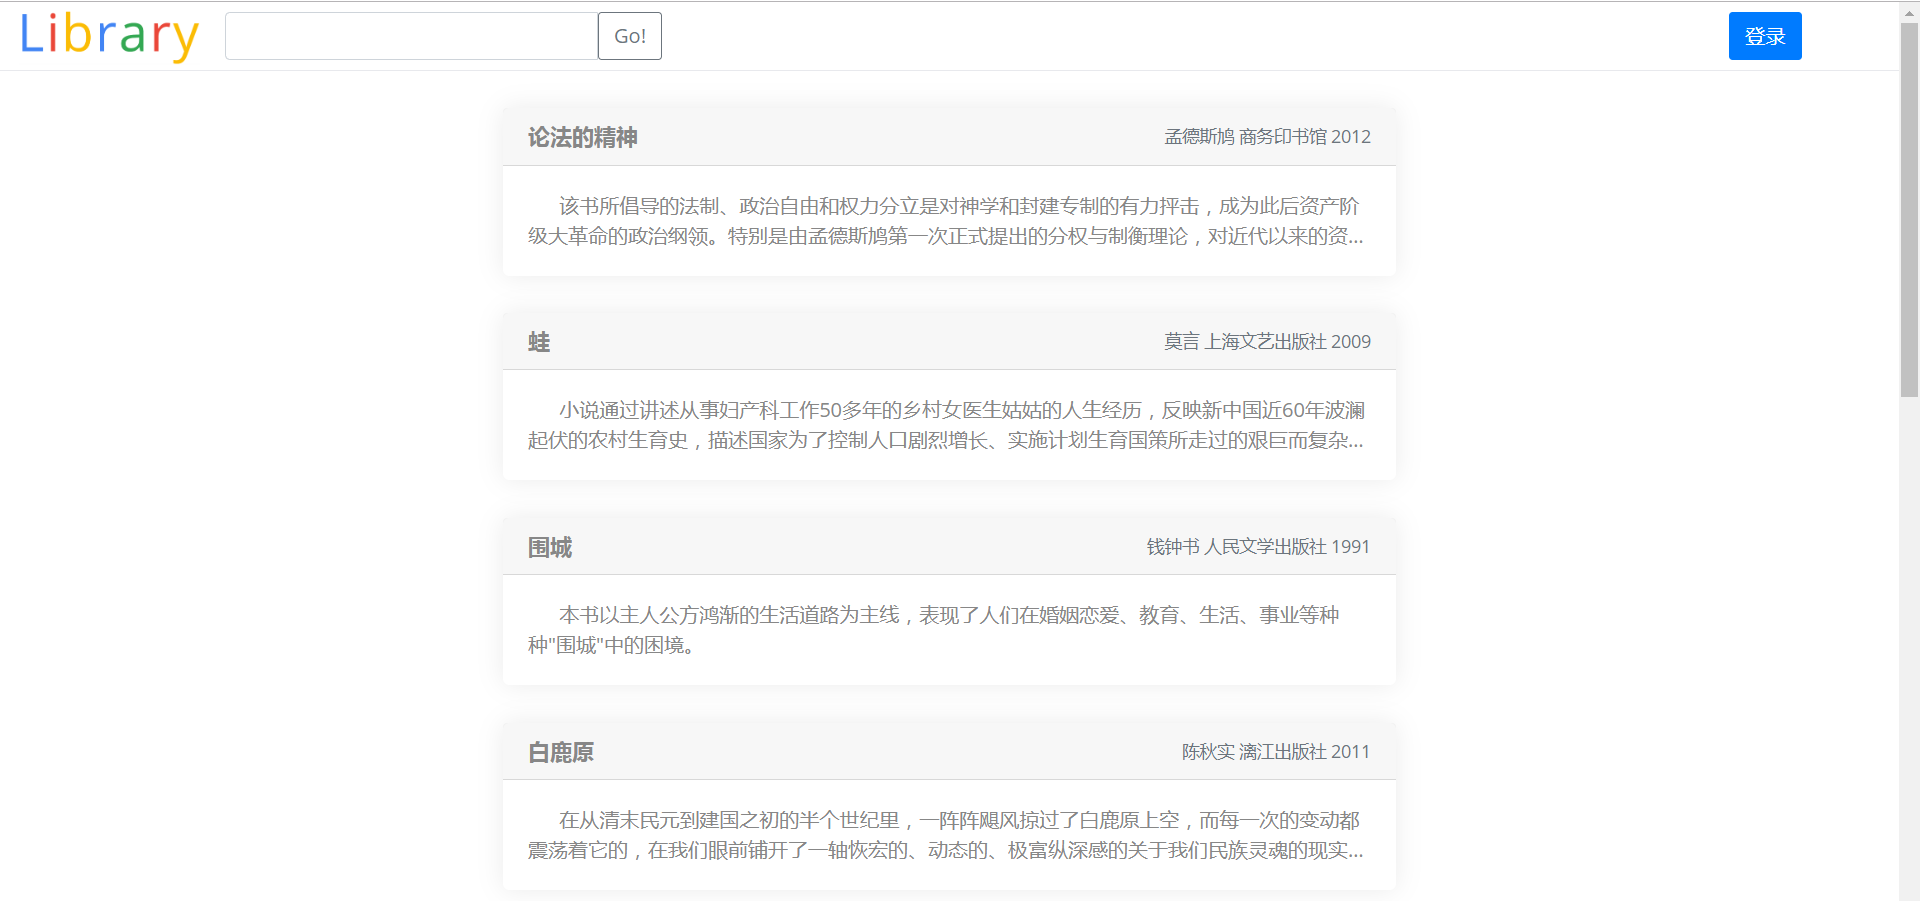 Library
Go!
登录
论法的精神 孟德斯鸠 商务印书馆 2012
该书所倡导的法制、政治自由和权力分立是对神学和封建专制的有力抨击，成为此后资产阶
级大革命的政治纲领。特别是由孟德斯鸠第一次正式提出的分权与制衡理论，对近代以来的资...
蛙 莫言 上海文艺出版社 2009
小说通过讲述从事妇产科工作50多年的乡村女医生姑姑的人生经历，反映新中国近60年波澜
起伏的农村生育史，描述国家为了控制人口剧烈增长、实施计划生育国策所走过的艰巨而复杂...
围城 钱钟书 人民文学出版社 1991
本书以主人公方鸿渐的生活道路为主线，表现了人们在婚姻恋爱、教育、生活、事业等种
种"围城"中的困境。
白鹿原 陈秋实 漓江出版社 2011
在从清末民元到建国之初的半个世纪里，一阵阵飓风掠过了白鹿原上空，而每一次的变动都
震荡着它的，在我们眼前铺开了一轴恢宏的、动态的、极富纵深感的关于我们民族灵魂的现实...